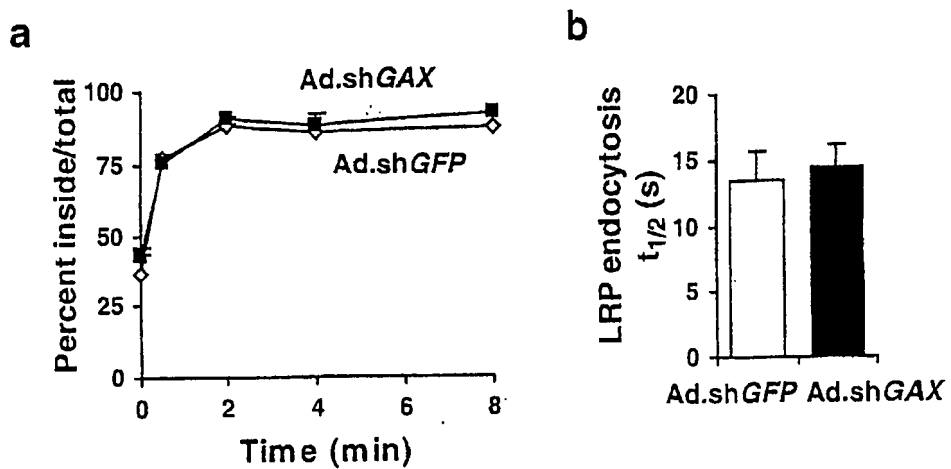 a
Ad.shGAX
Ad.shGFP
Percent inside/total
100
75
50
25
0
0 2 4 6 8
Time (min)
b
LRP endocytosis
t1/2 (s)
20
15
10
5
0
Ad.shGFP Ad.shGAX